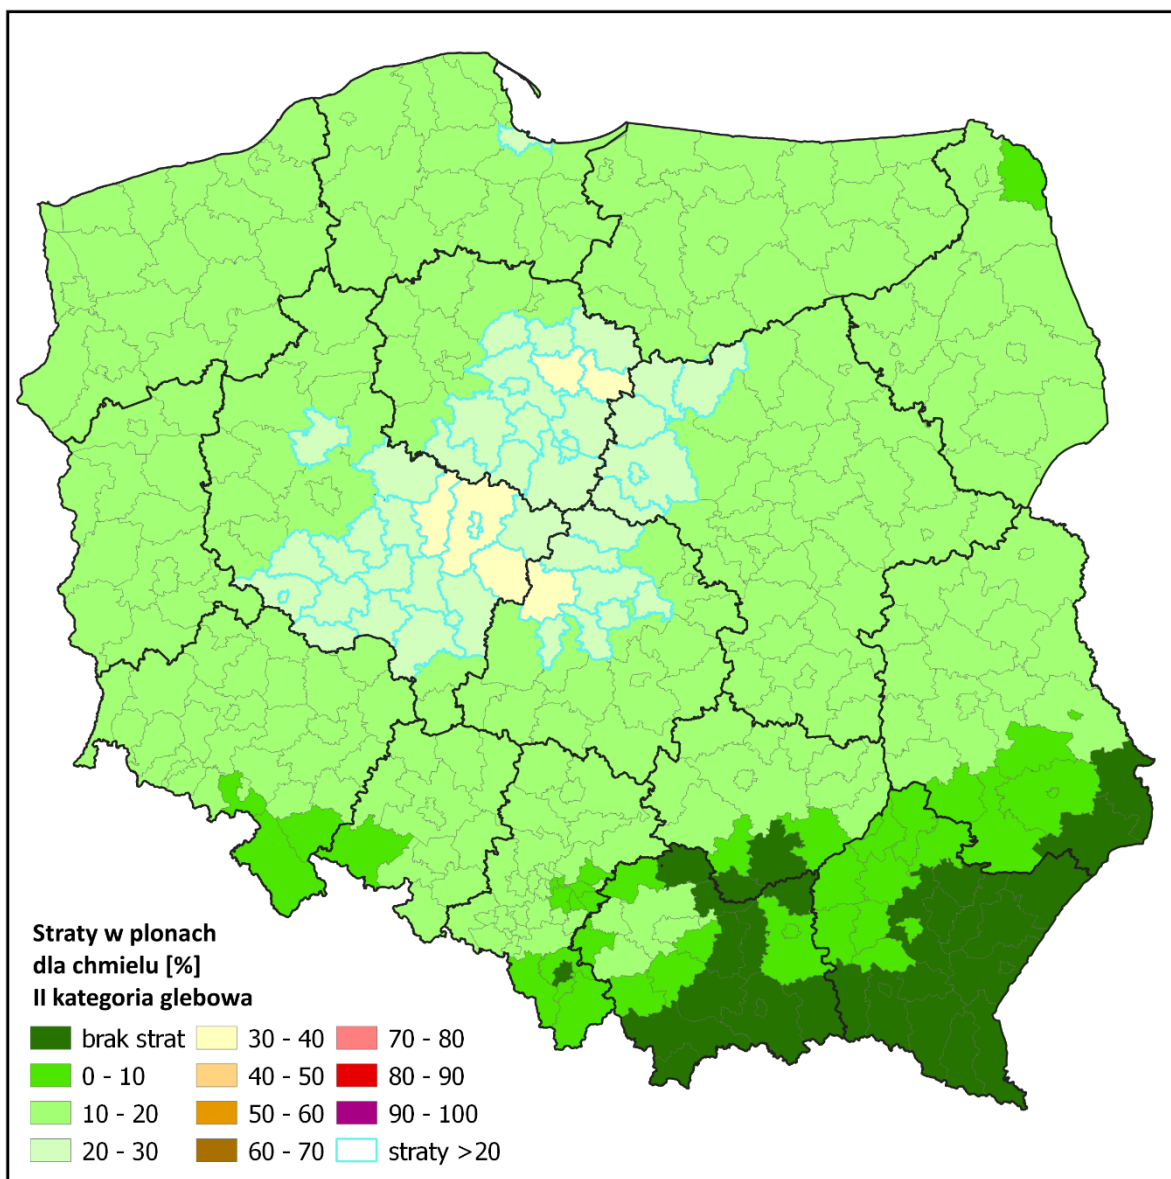 Straty w plonach
dla chmielu [%]
II kategoria glebowa
brak strat
0 - 10
10 - 20
20 - 30
30 - 40
40 - 50
50 - 60
60 - 70
70 - 80
80 - 90
90 - 100
straty >20